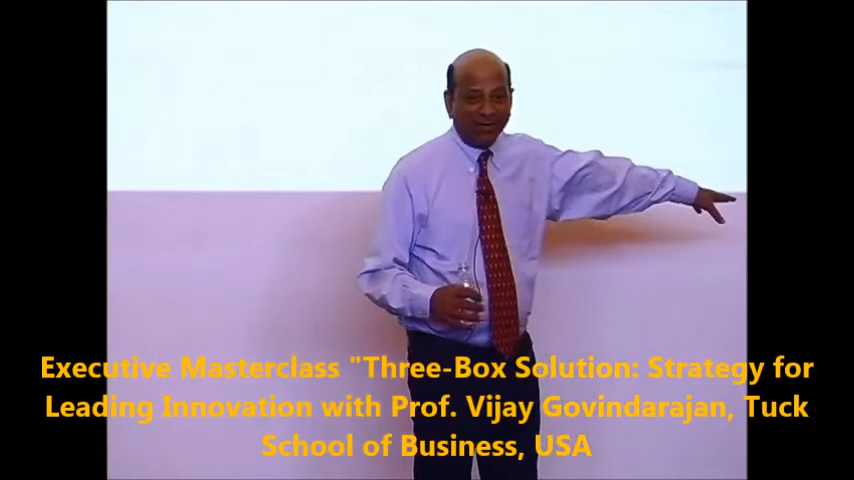 Executive Masterclass "Three-Box Solution: Strategy for
Leading Innovation with Prof. Vijay Govindarajan, Tuck
School of Business, USA